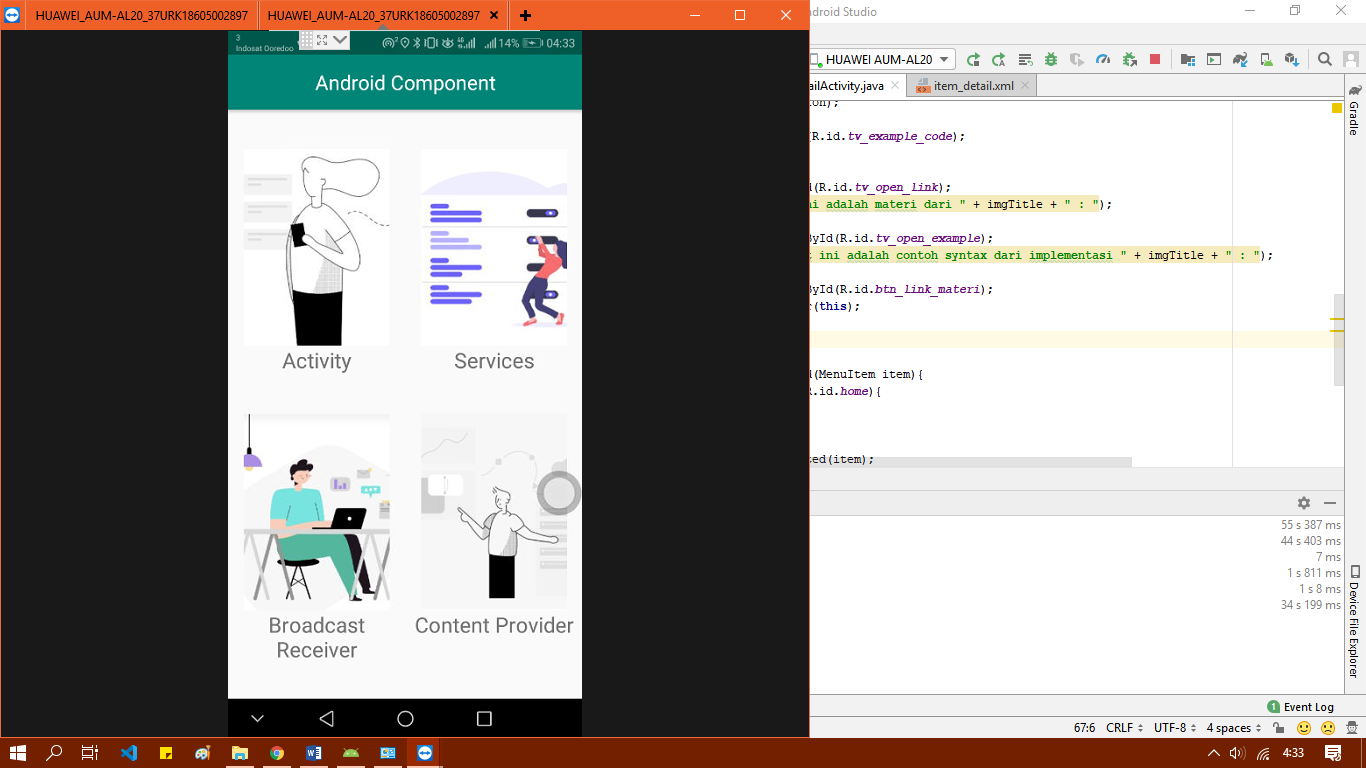 HUAWEI_AUM-AL20_37URK18605002897
HUAWEI_AUM-AL20_37URK18605002897
3
Indosat Ooredoo
14%
04:33
Android Component
Activity
Services
Broadcast
Receiver
Content Provider
ndroid Studio
HUAWEI AUM-AL20
ailActivity.java
item_detail.xml
ion);
(R.id.tv_example_code);
d(R.id.tv_open_link);
ni adalah materi dari " + imgTitle + " : ");
ById(R.id.tv_open_example);
t ini adalah contoh syntax dari implementasi " + imgTitle + " : ");
ById(R.id.btn_link_materi);
r(this);
d(MenuItem item){
R.id.home){
ted(item);
Gradle
Device File Explorer
55 s 387 ms
44 s 403 ms
7 ms
1 s 811 ms
1 s 8 ms
34 s 199 ms
1 Event Log
67:6 CRLF UTF-8 4 spaces
4:33